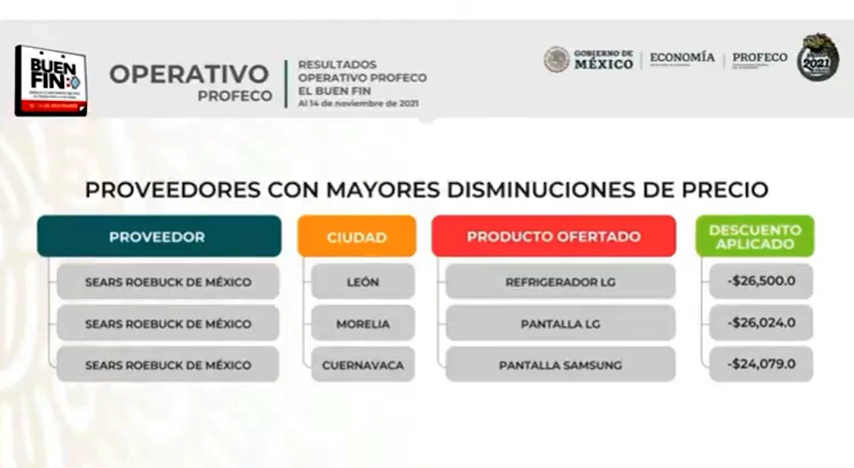 BUEN
FIN
OPERATIVO
PROFECO
RESULTADOS
OPERATIVO PROFECO
EL BUEN FIN
Al 14 de noviembre de 2021
GOBIERNO DE
MÉXICO
ECONOMÍA
PROFECO
2021
PROVEEDORES CON MAYORES DISMINUCIONES DE PRECIO
PROVEEDOR CIUDAD PRODUCTO OFERTADO DESCUENTO
APLICADO
SEARS ROEBUCK DE MÉXICO LEÓN REFRIGERADOR LG -$26,500.0
SEARS ROEBUCK DE MÉXICO MORELIA PANTALLA LG -$26,024.0
SEARS ROEBUCK DE MÉXICO CUERNAVACA PANTALLA SAMSUNG -$24,079.0